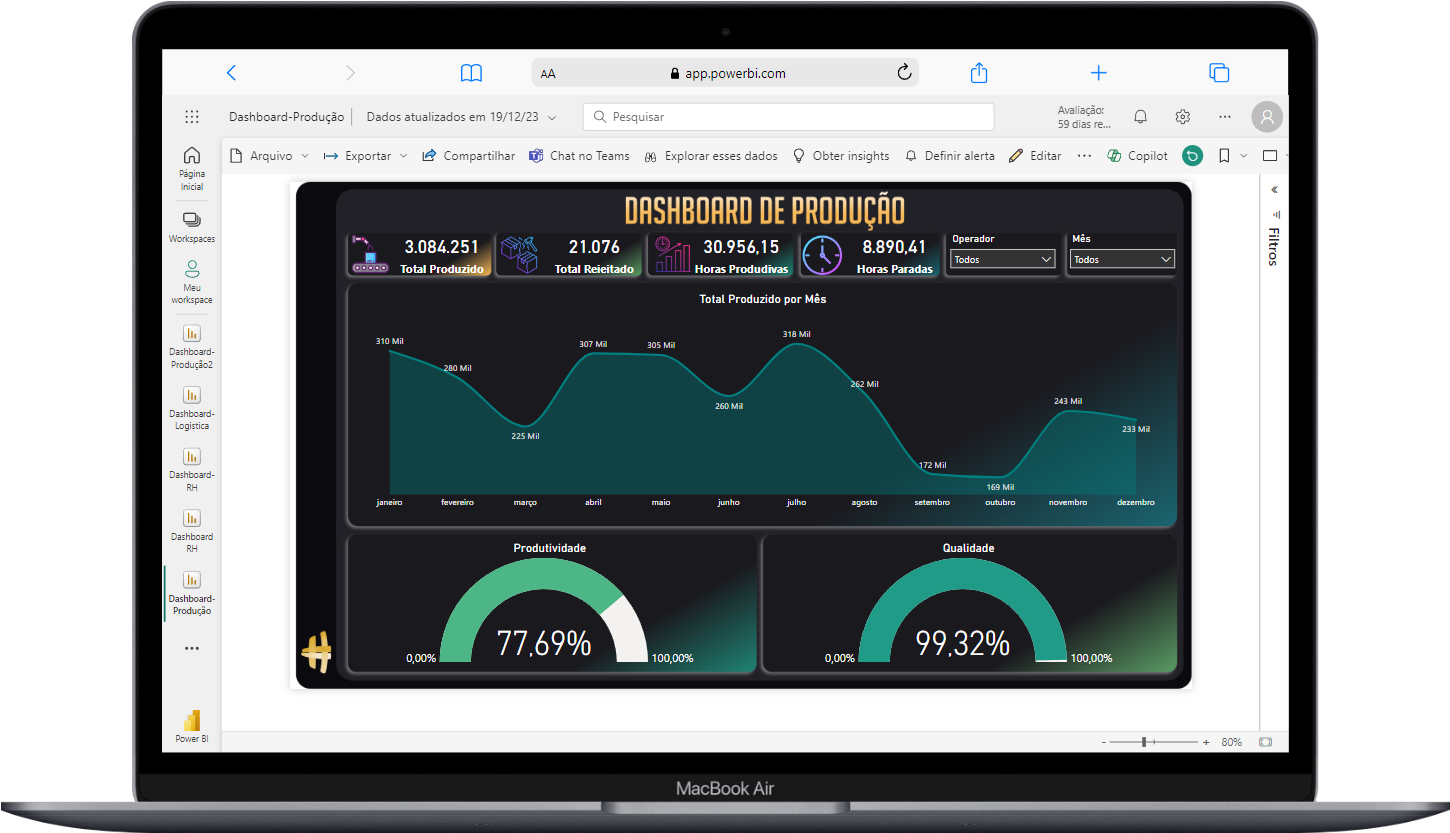 AA app.powerbi.com
Dashboard-Produção Dados atualizados em 19/12/23 Pesquisar Avaliação:
59 dias re...
Arquivo Exportar Compartilhar Chat no Teams Explorar esses dados Obter insights Definir alerta Editar Copilot
Página
Inicial
Workspaces
Meu
workspace
Dashboard-
Produção2
Dashboard-
Logistica
Dashboard-
RH
Dashboard
RH
Dashboard-
Produção
Power BI
DASHBOARD DE PRODUÇÃO
3.084.251
Total Produzido
21.076
Total Reieitado
30.956,15
Horas Produdivas
8.890,41
Horas Paradas
Operador
Todos
Mês
Todos
Filtros
Total Produzido por Mês
310 Mil
280 Mil
225 Mil
307 Mil
305 Mil
260 Mil
318 Mil
262 Mil
172 Mil
169 Mil
243 Mil
233 Mil
janeiro fevereiro março abril maio junho julho agosto setembro outubro novembro dezembro
Produtividade
77,69%
0,00% 100,00%
Qualidade
99,32%
0,00% 100,00%
- + 80%
MacBook Air